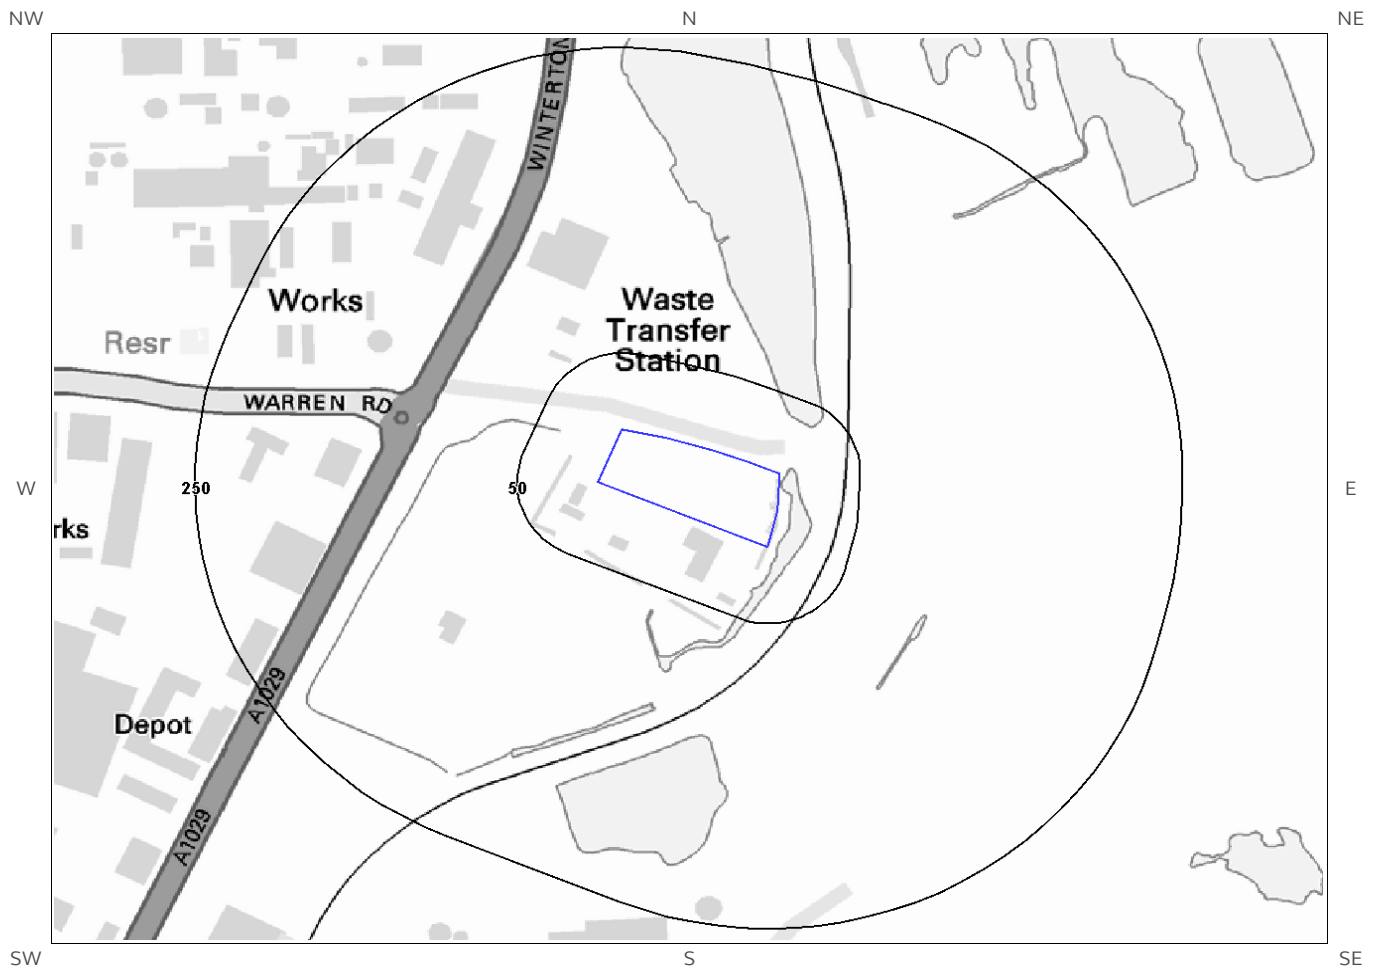 NW
N
NE
WINTERTON
Works
Waste
Transfer
Station
Resr
WARREN RD
W
250
50
E
rks
A1029
Depot
A1029
SW
S
SE